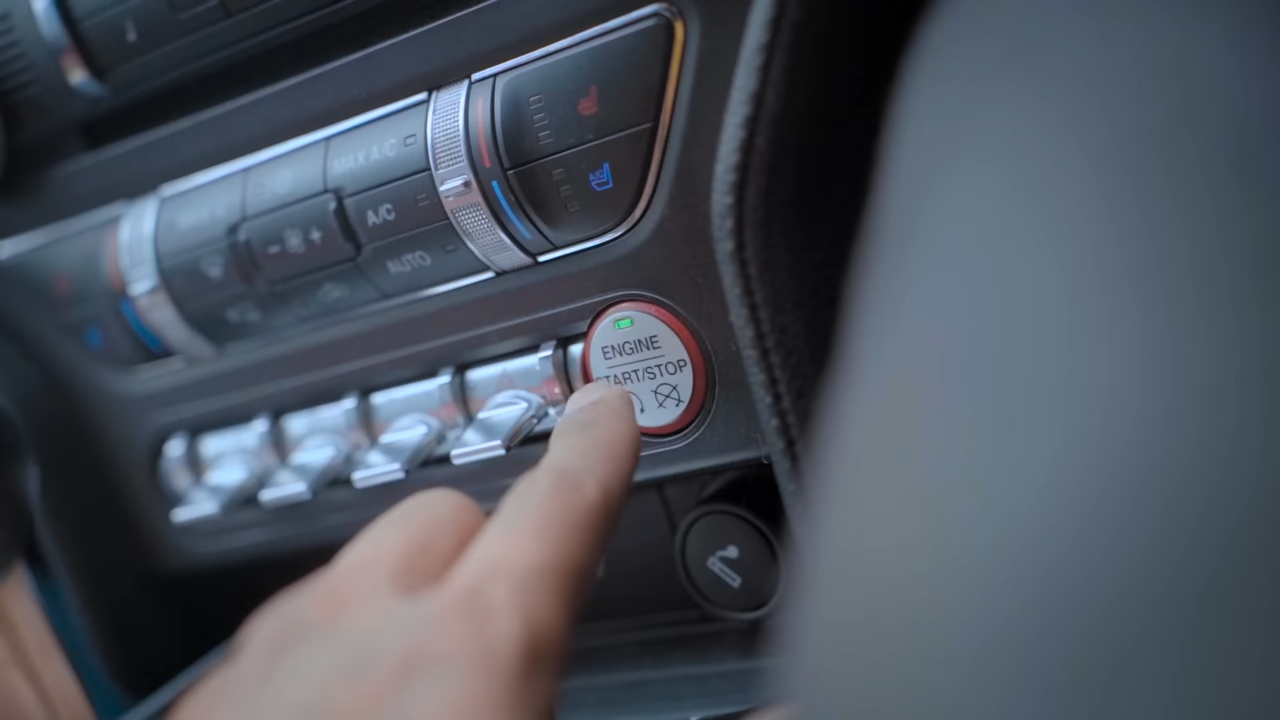 MAX A/C
A/C
A/C
AUTO
ENGINE
START/STOP